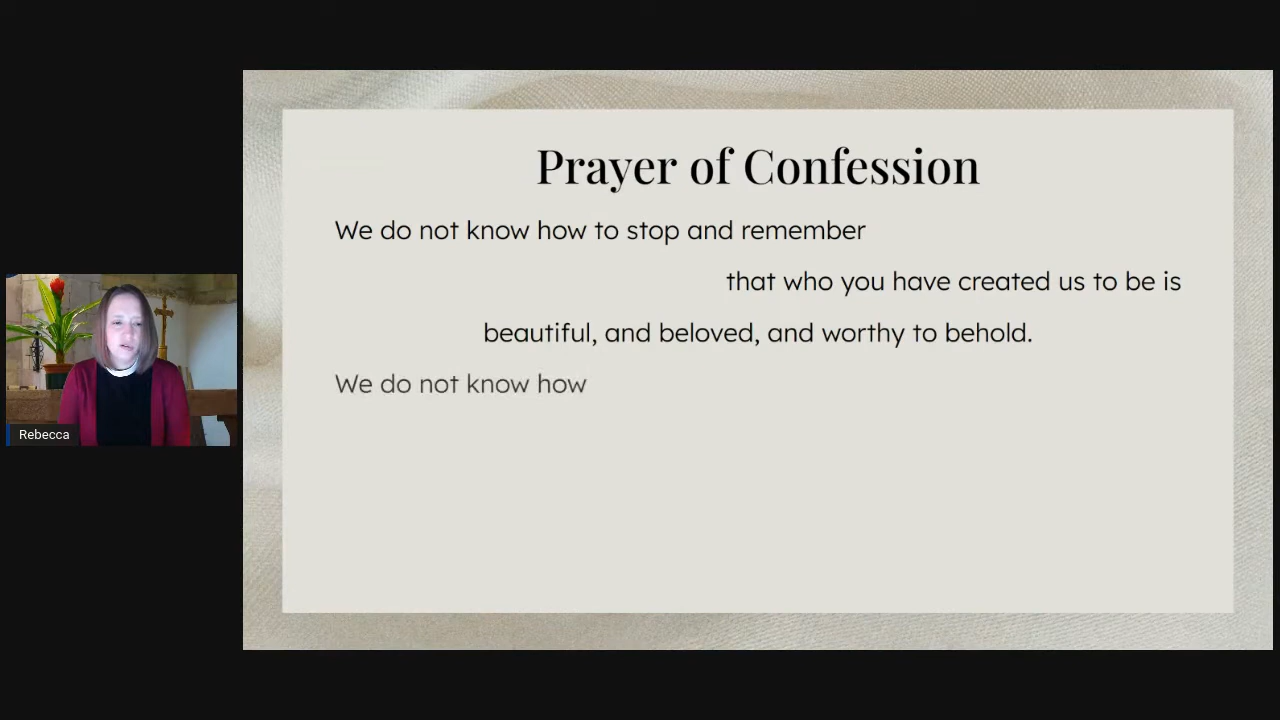 Prayer of Confession
We do not know how to stop and remember
that who you have created us to be is
beautiful, and beloved, and worthy to behold.
We do not know how
Rebecca